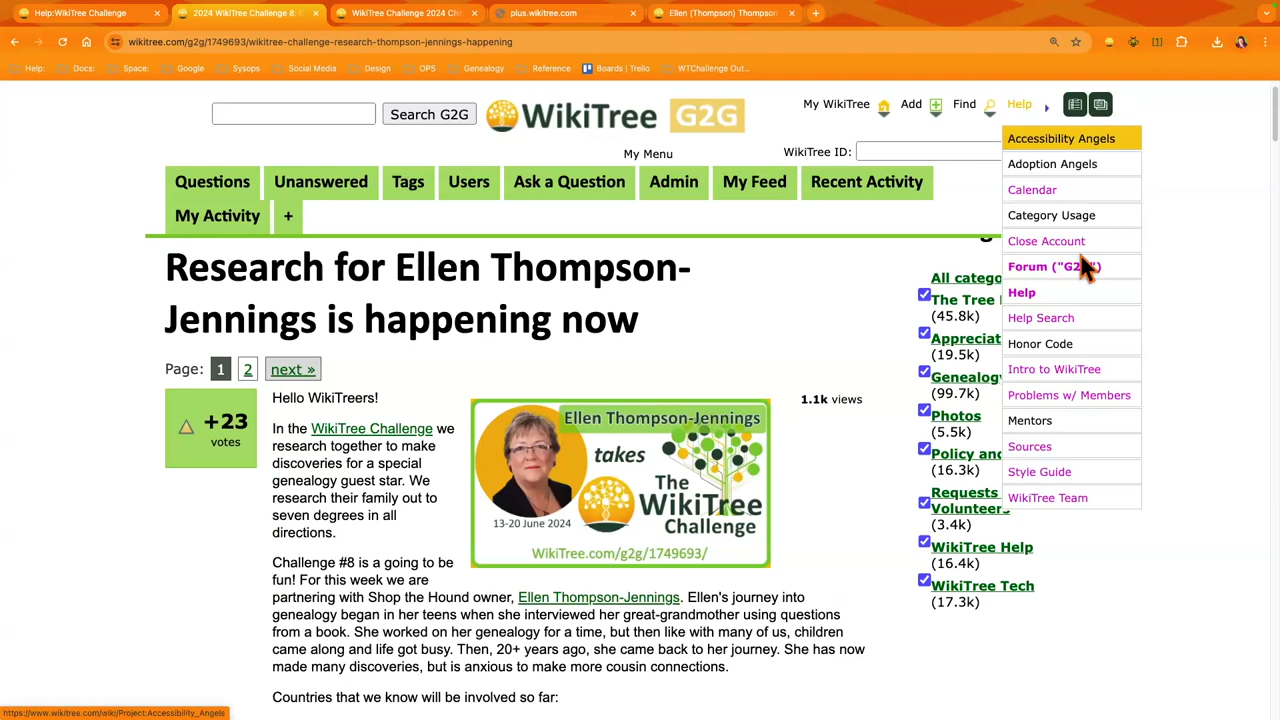 Help:WikiTree Challenge
2024 WikiTree Challenge 8:
WikiTree Challenge 2024 Ch
plus.wikitree.com
Ellen (Thompson) Thompson
wikitree.com/g2g/1749693/wikitree-challenge-research-thompson-jennings-happening
Help:
Docs:
Space:
Google
Sysops
Social Media
Design
OPS
Genealogy
Reference
Boards | Trello
WTChallenge Out...
Search G2G
WikiTree G2G
My WikiTree
Add
Find
Help
My Menu
WikiTree ID:
Accessibility Angels
Adoption Angels
Calendar
Category Usage
Close Account
Forum ("G2G")
Help
Help Search
Honor Code
Intro to WikiTree
Problems w/ Members
Mentors
Sources
Style Guide
WikiTree Team
Questions
Unanswered
Tags
Users
Ask a Question
Admin
My Feed
Recent Activity
My Activity
+
Research for Ellen Thompson-
Jennings is happening now
Page: 1 2 next »
+23
votes
Hello WikiTreers!
In the WikiTree Challenge we
research together to make
discoveries for a special
genealogy guest star. We
research their family out to
seven degrees in all
directions.
Challenge #8 is a going to be
fun! For this week we are
partnering with Shop the Hound owner, Ellen Thompson-Jennings. Ellen's journey into
genealogy began in her teens when she interviewed her great-grandmother using questions
from a book. She worked on her genealogy for a time, but then like with many of us, children
came along and life got busy. Then, 20+ years ago, she came back to her journey. She has now
made many discoveries, but is anxious to make more cousin connections.
Countries that we know will be involved so far:
Ellen Thompson-Jennings
takes
The
WikiTree
Challenge
13-20 June 2024
WikiTree.com/g2g/1749693/
1.1k views
All catego
The Tree
(45.8k)
Appreciat
(19.5k)
Genealogy
(99.7k)
Photos
(5.5k)
Policy and
(16.3k)
Requests
Volunteers
(3.4k)
WikiTree Help
(16.4k)
WikiTree Tech
(17.3k)
https://www.wikitree.com/wiki/Project:Accessibility_Angels